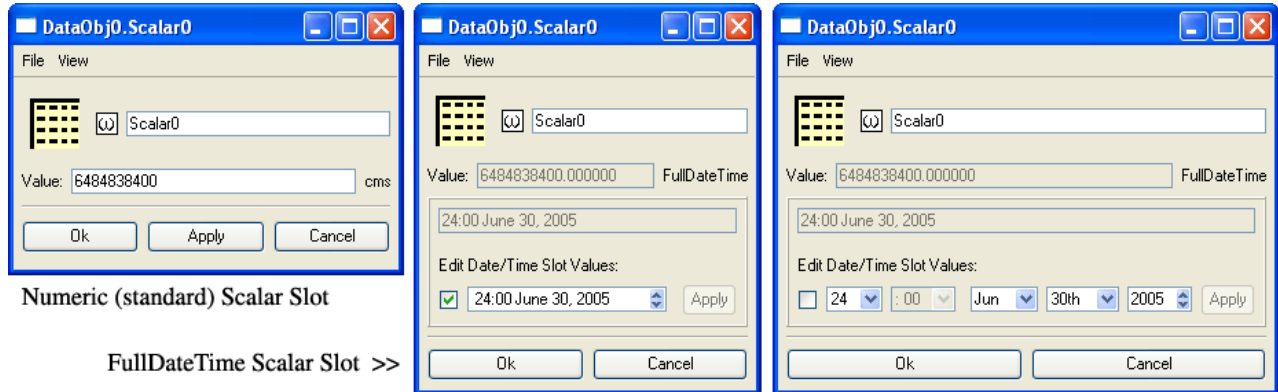 DataObj0.Scalar0
File View
ω Scalar0
Value: 6484838400 cms
Ok Apply Cancel
Numeric (standard) Scalar Slot
FullDateTime Scalar Slot >>
DataObj0.Scalar0
File View
ω Scalar0
Value: 6484838400.000000 FullDateTime
24:00 June 30, 2005
Edit Date/Time Slot Values:
24:00 June 30, 2005 Apply
Ok Cancel
DataObj0.Scalar0
File View
ω Scalar0
Value: 6484838400.000000 FullDateTime
24:00 June 30, 2005
Edit Date/Time Slot Values:
24 : 00 Jun 30th 2005 Apply
Ok Cancel